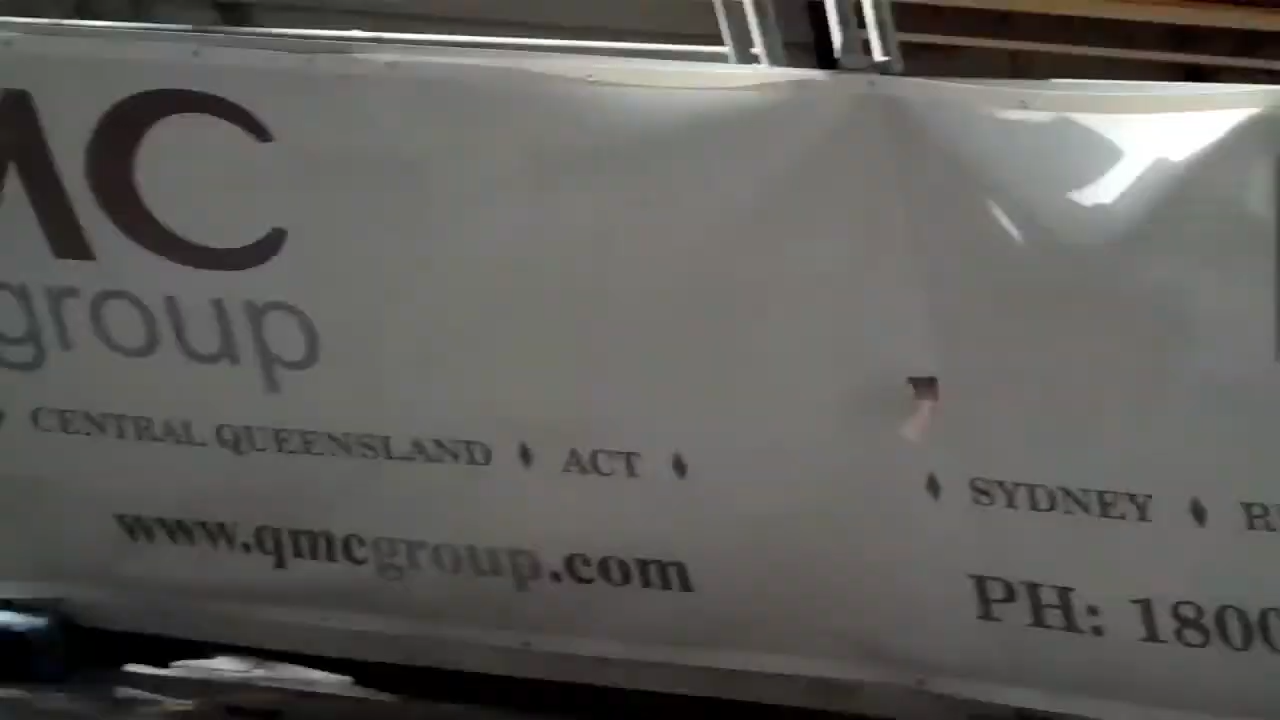 MC
group
CENTRAL QUEENSLAND ♦ ACT ♦
www.qmcgroup.com
♦ SYDNEY ♦
PH: 1800